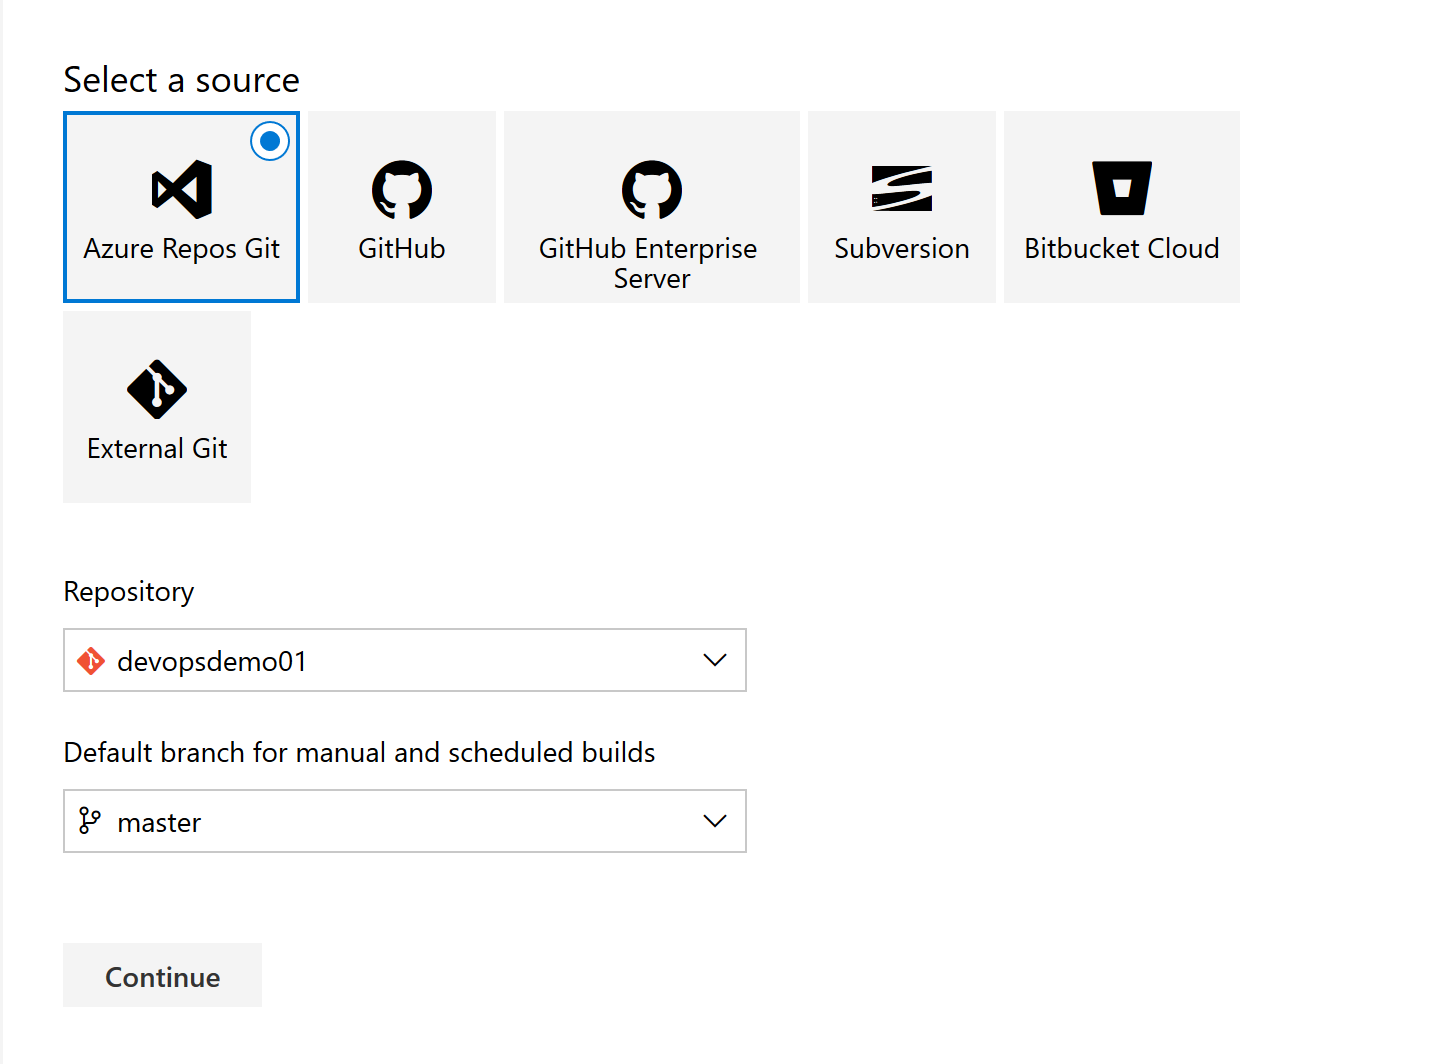 Select a source
Azure Repos Git
GitHub
GitHub Enterprise
Server
Subversion
Bitbucket Cloud
External Git
Repository
devopsdemo01
Default branch for manual and scheduled builds
master
Continue